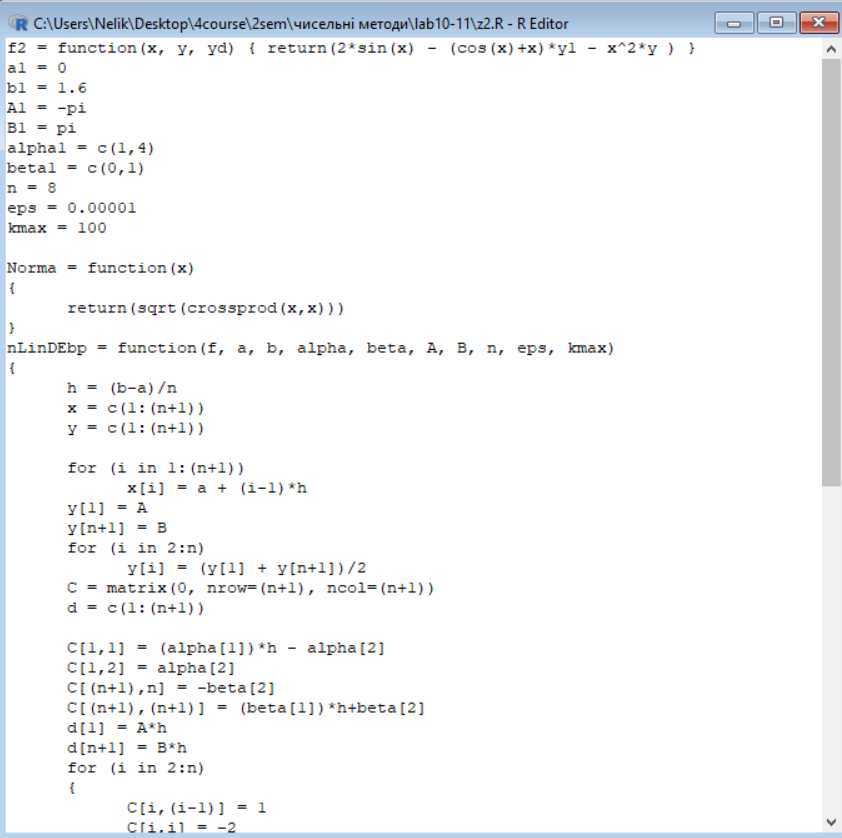 C:\Users\Nelik\Desktop\4course\2sem\чисельні методи\lab10-11\z2.R - R Editor
f2 = function(x, y, yd) { return(2*sin(x) - (cos(x)+x)*y1 - x^2*y ) }
a1 = 0
b1 = 1.6
A1 = -pi
B1 = pi
alpha1 = c(1,4)
beta1 = c(0,1)
n = 8
eps = 0.00001
kmax = 100
Norma = function(x)
{
return(sqrt(crossprod(x,x)))
}
nLinDEbp = function(f, a, b, alpha, beta, A, B, n, eps, kmax)
{
h = (b-a)/n
x = c(1:(n+1))
y = c(1:(n+1))
for (i in 1:(n+1))
x[i] = a + (i-1)*h
y[1] = A
y[n+1] = B
for (i in 2:n)
y[i] = (y[1] + y[n+1])/2
C = matrix(0, nrow=(n+1), ncol=(n+1))
d = c(1:(n+1))
C[1,1] = (alpha[1])*h - alpha[2]
C[1,2] = alpha[2]
C[(n+1),n] = -beta[2]
C[(n+1),(n+1)] = (beta[1])*h+beta[2]
d[1] = A*h
d[n+1] = B*h
for (i in 2:n)
{
C[i,(i-1)] = 1
C[i,i] = -2